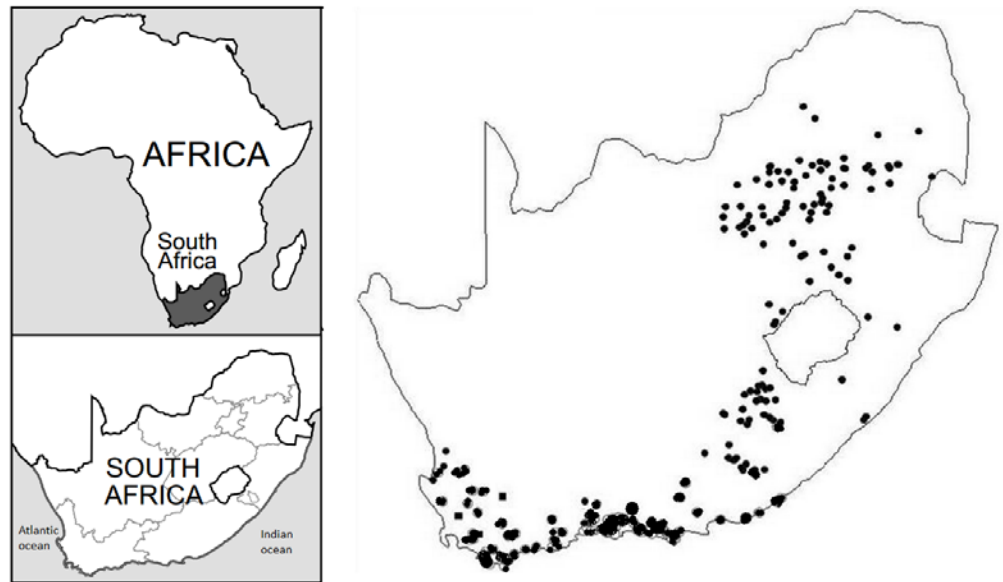 AFRICA
South
Africa
SOUTH
AFRICA
Atlantic
ocean
Indian
ocean